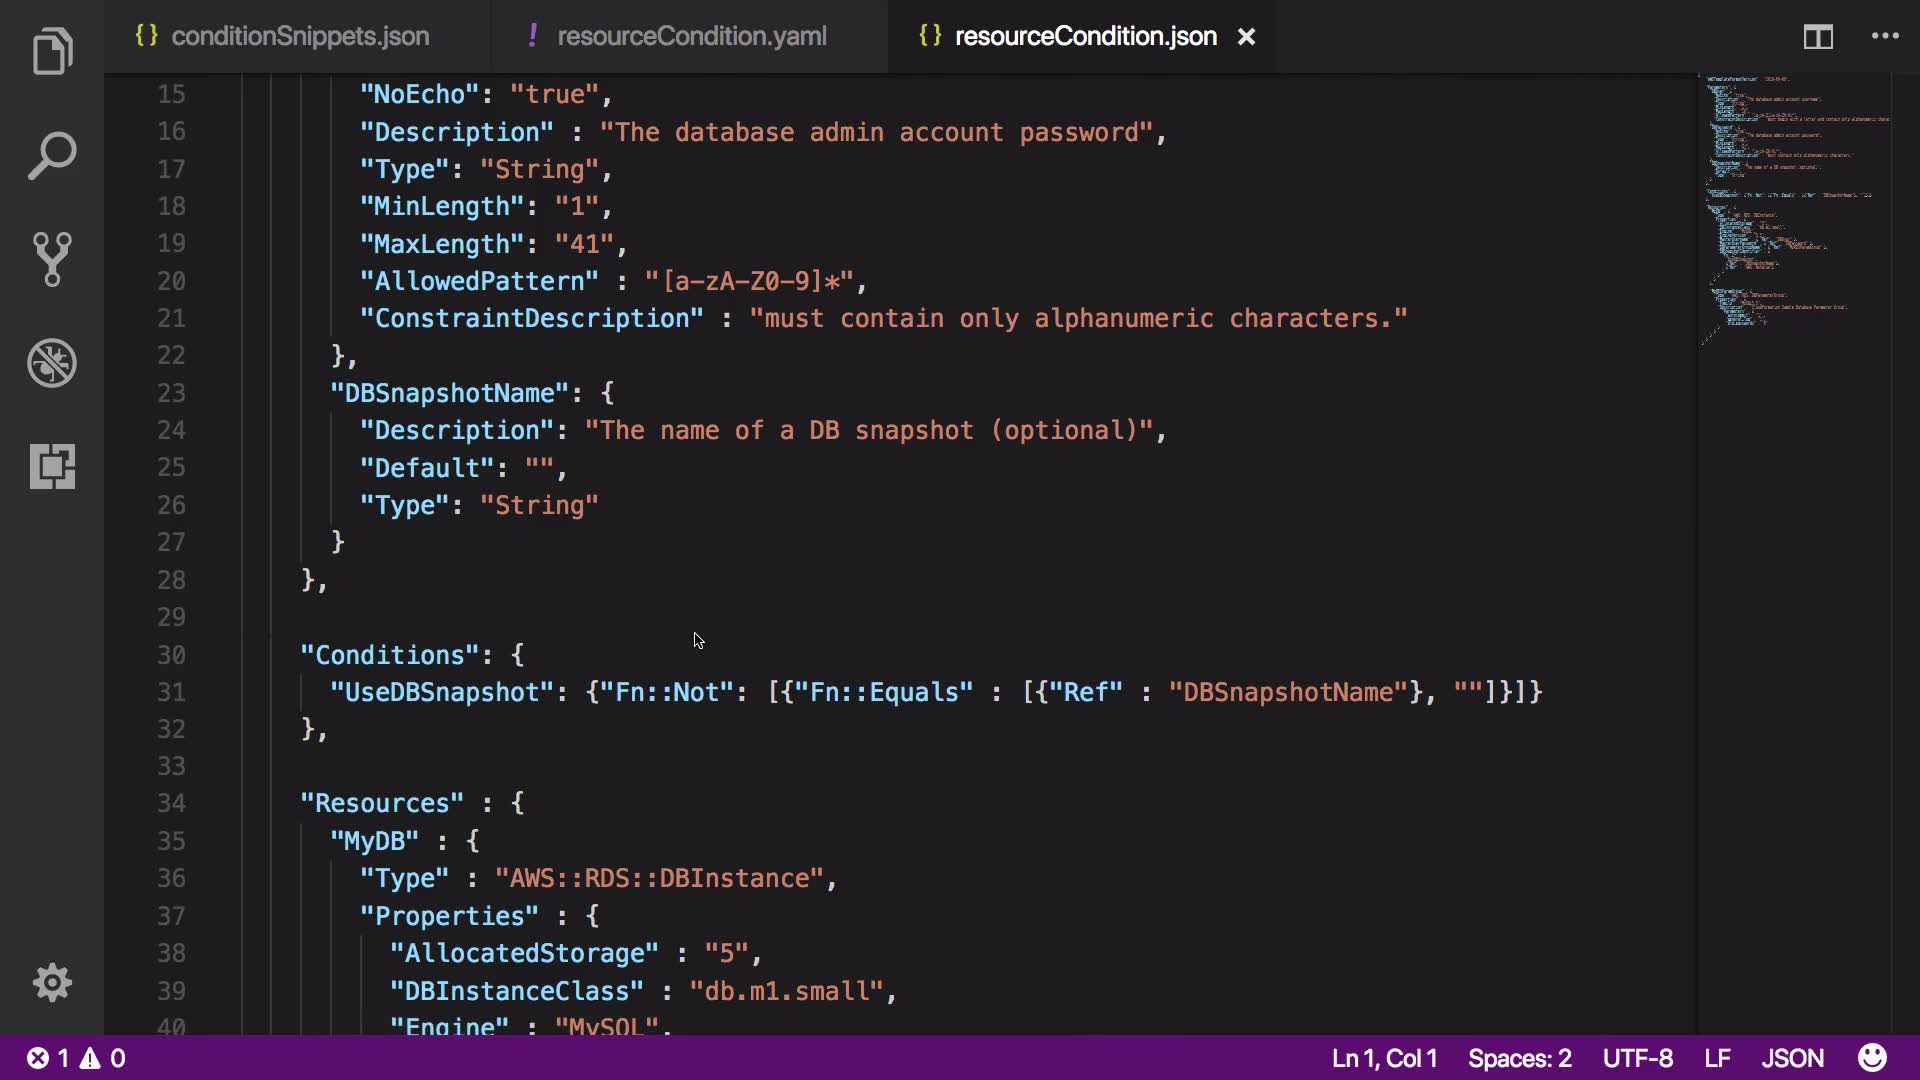 conditionSnippets.json resourceCondition.yaml resourceCondition.json
15 "NoEcho": "true",
16 "Description" : "The database admin account password",
17 "Type": "String",
18 "MinLength": "1",
19 "MaxLength": "41",
20 "AllowedPattern" : "[a-zA-Z0-9]*",
21 "ConstraintDescription" : "must contain only alphanumeric characters."
22 },
23 "DBSnapshotName": {
24 "Description": "The name of a DB snapshot (optional)",
25 "Default": "",
26 "Type": "String"
27 }
28 },
29
30 "Conditions": {
31 "UseDBSnapshot": {"Fn::Not": [{"Fn::Equals" : [{"Ref" : "DBSnapshotName"}, ""]}]}
32 },
33
34 "Resources" : {
35 "MyDB" : {
36 "Type" : "AWS::RDS::DBInstance",
37 "Properties" : {
38 "AllocatedStorage" : "5",
39 "DBInstanceClass" : "db.m1.small",
40 "Engine" : "MySQL",
1 0 Ln 1, Col 1 Spaces: 2 UTF-8 LF JSON